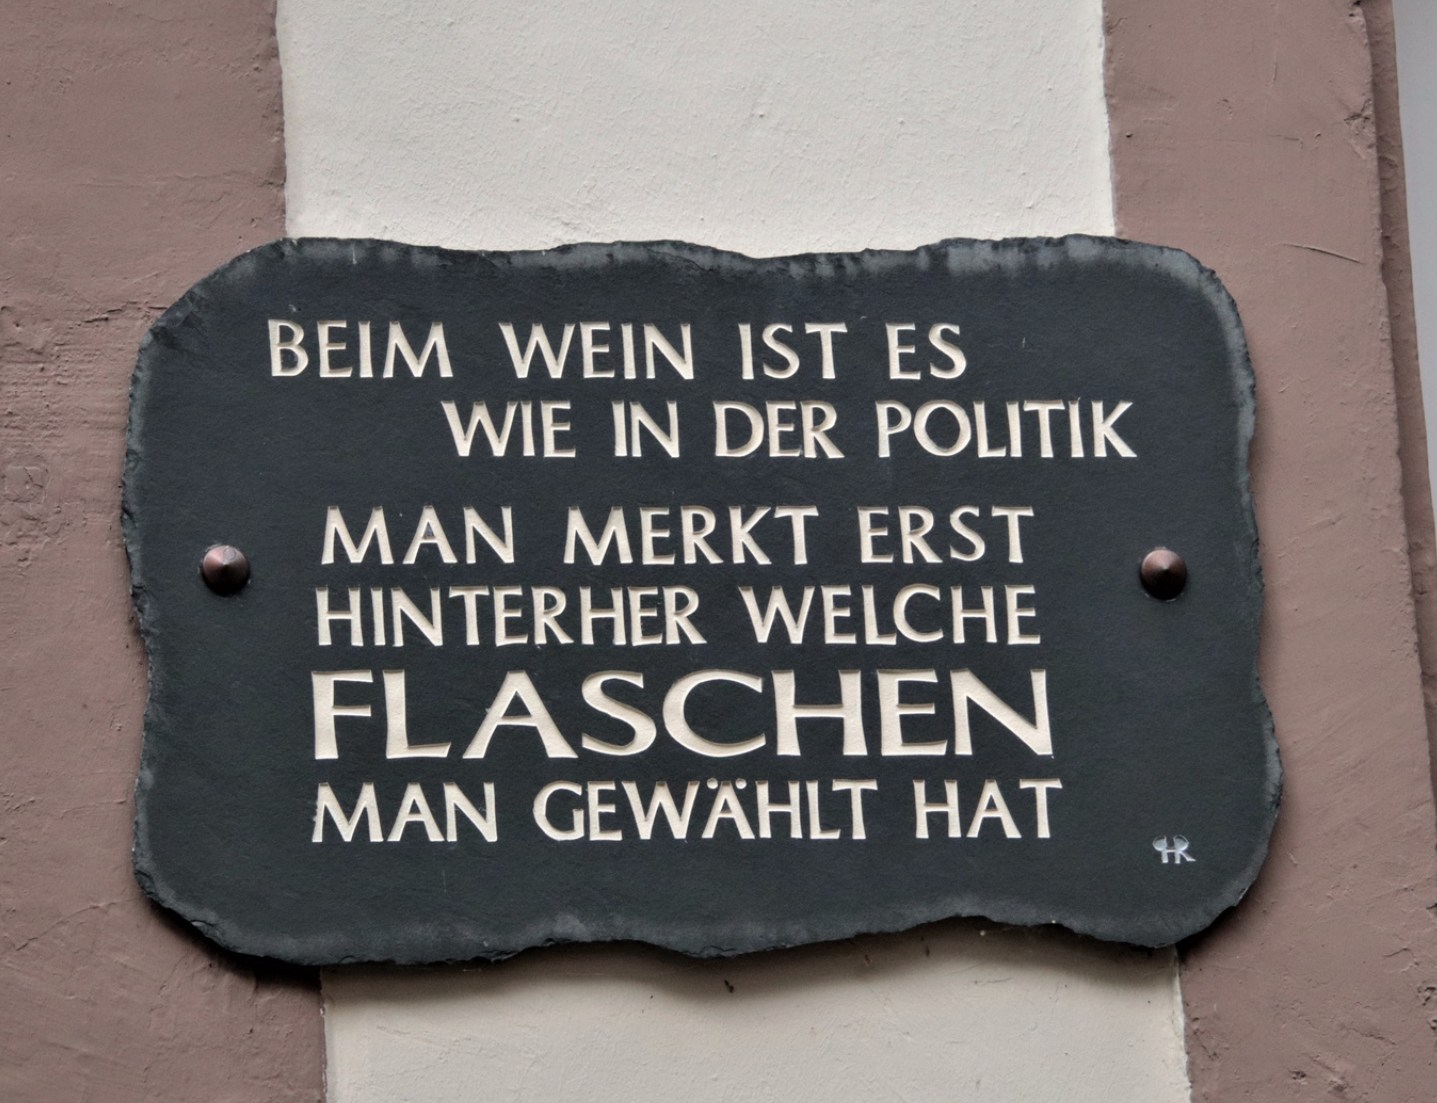 BEIM WEIN IST ES
WIE IN DER POLITIK
MAN MERKT ERST
HINTERHER WELCHE
FLASCHEN
MAN GEWÄHLT HAT
HR